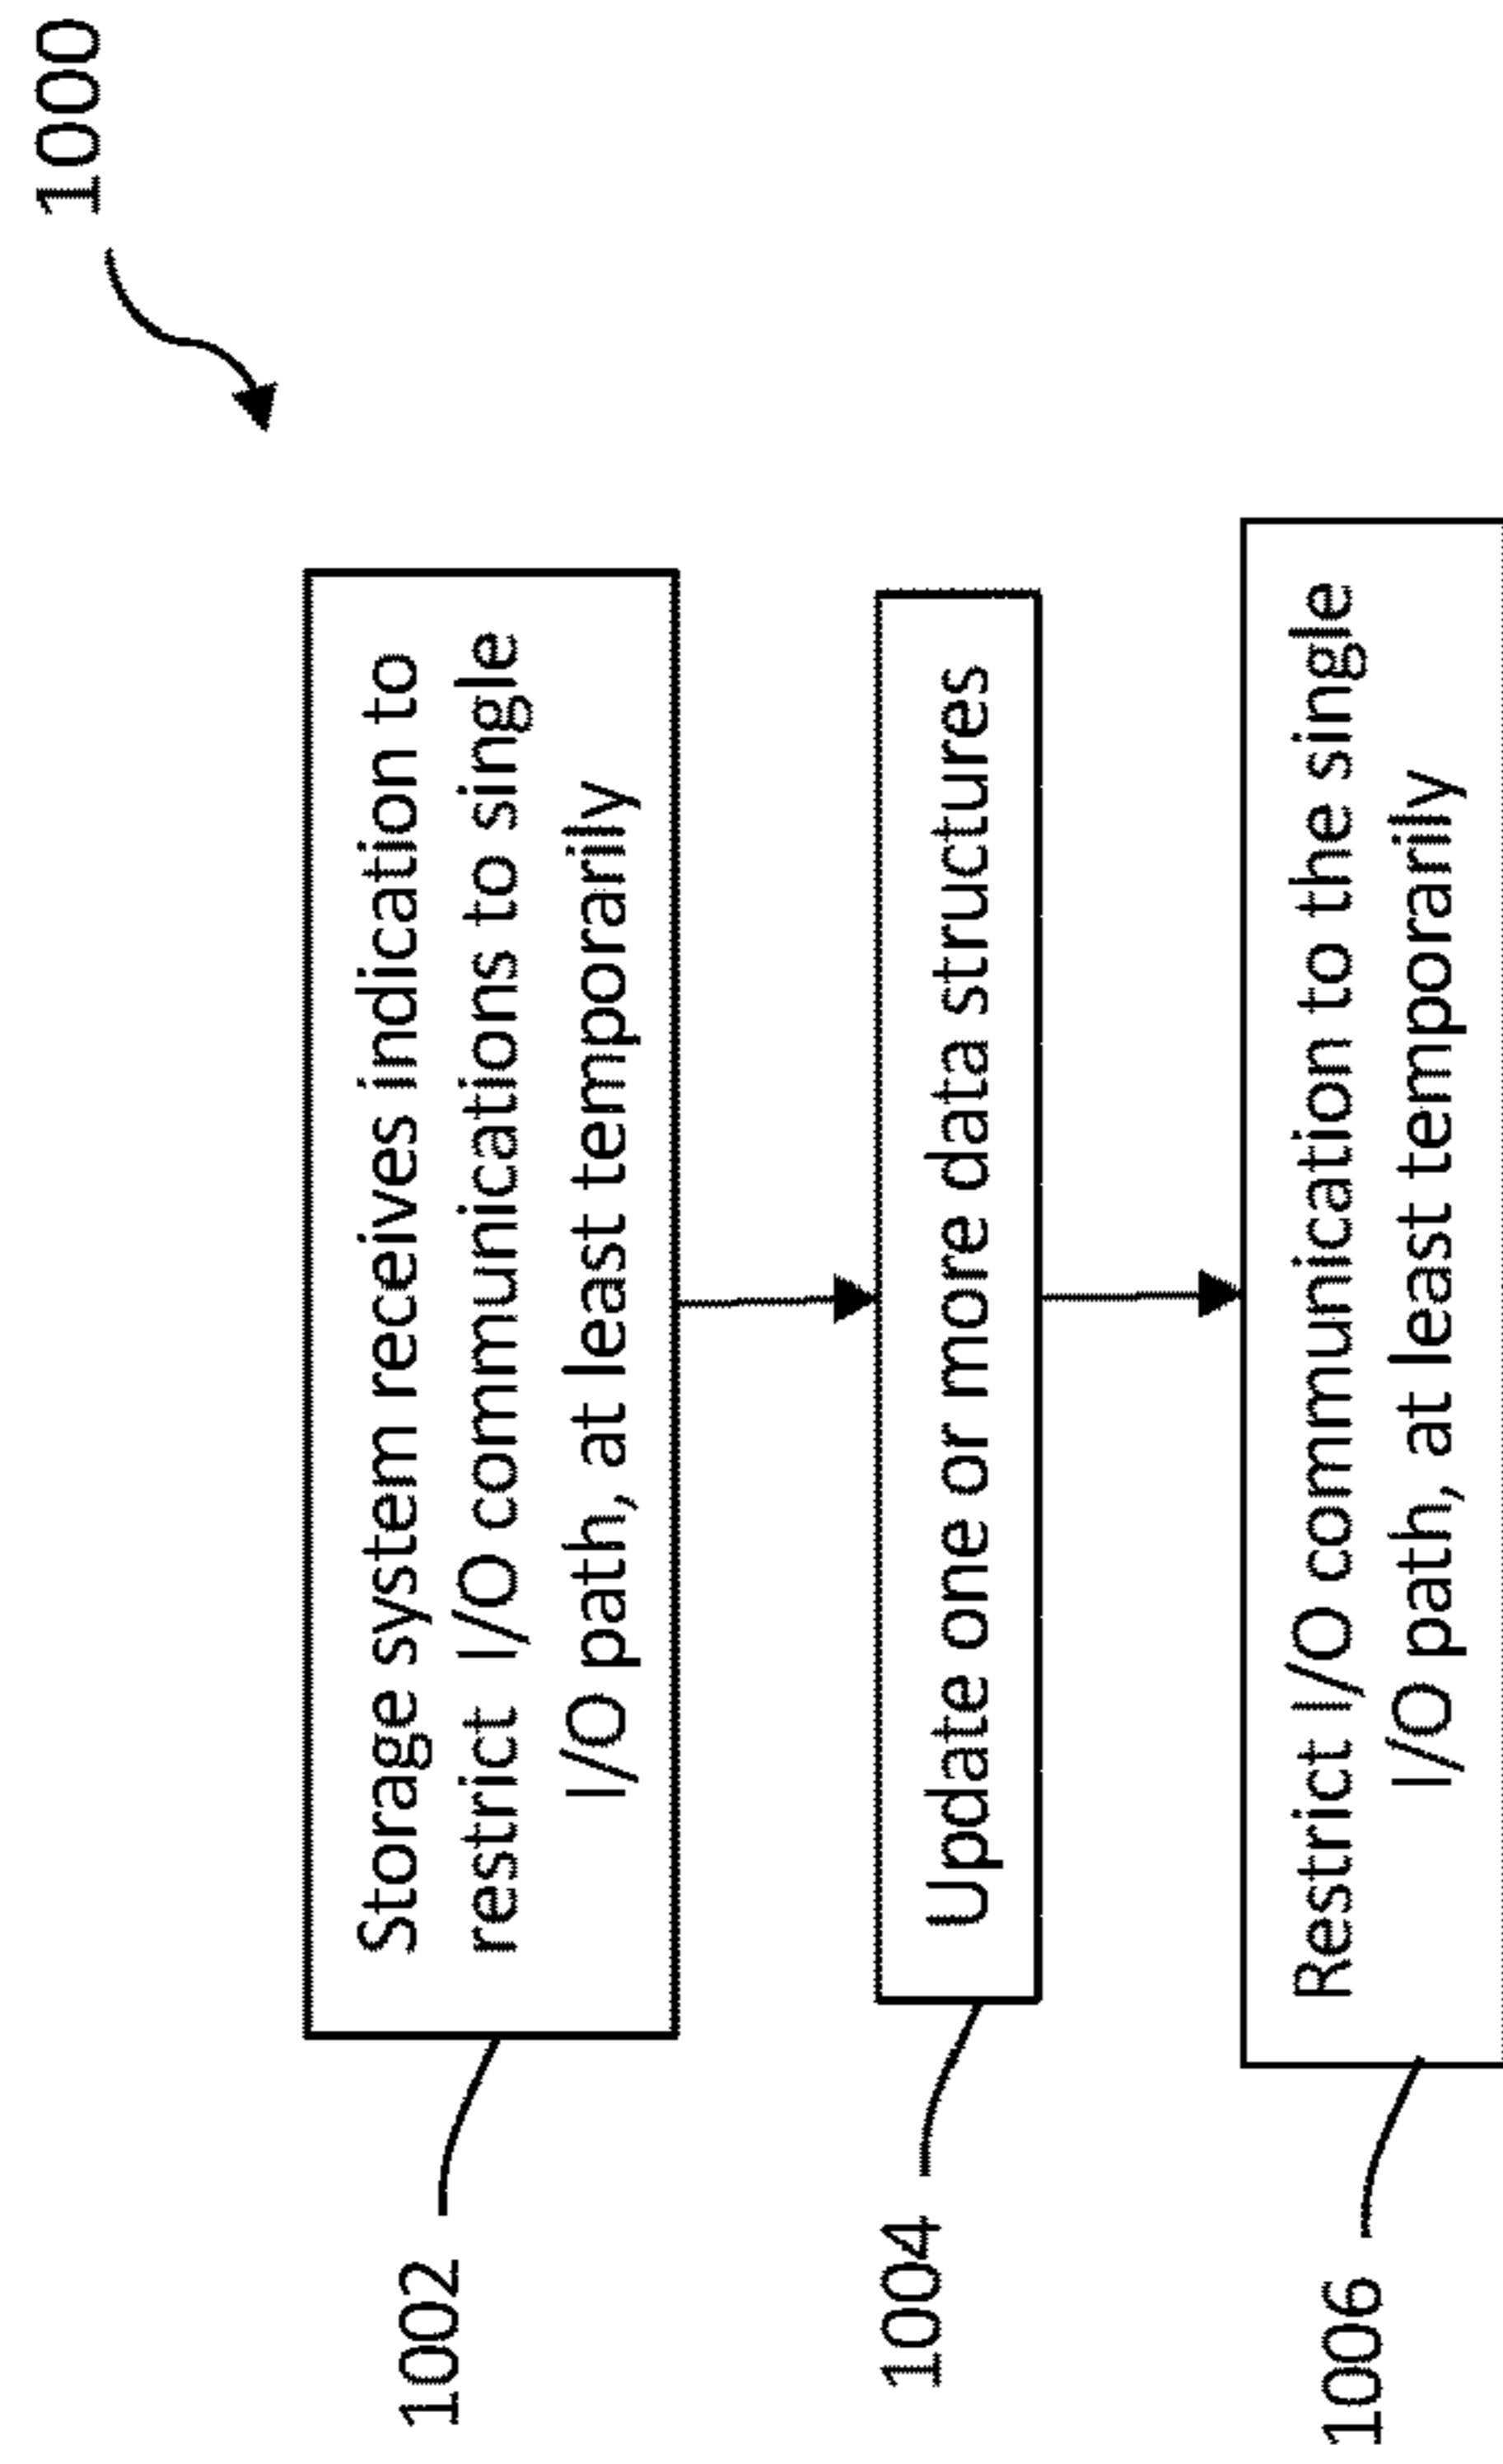 1000
1002
Storage system receives indication to
restrict I/O communications to single
I/O path, at least temporarily
1004
Update one or more data structures
1006
Restrict I/O communication to the single
I/O path, at least temporarily